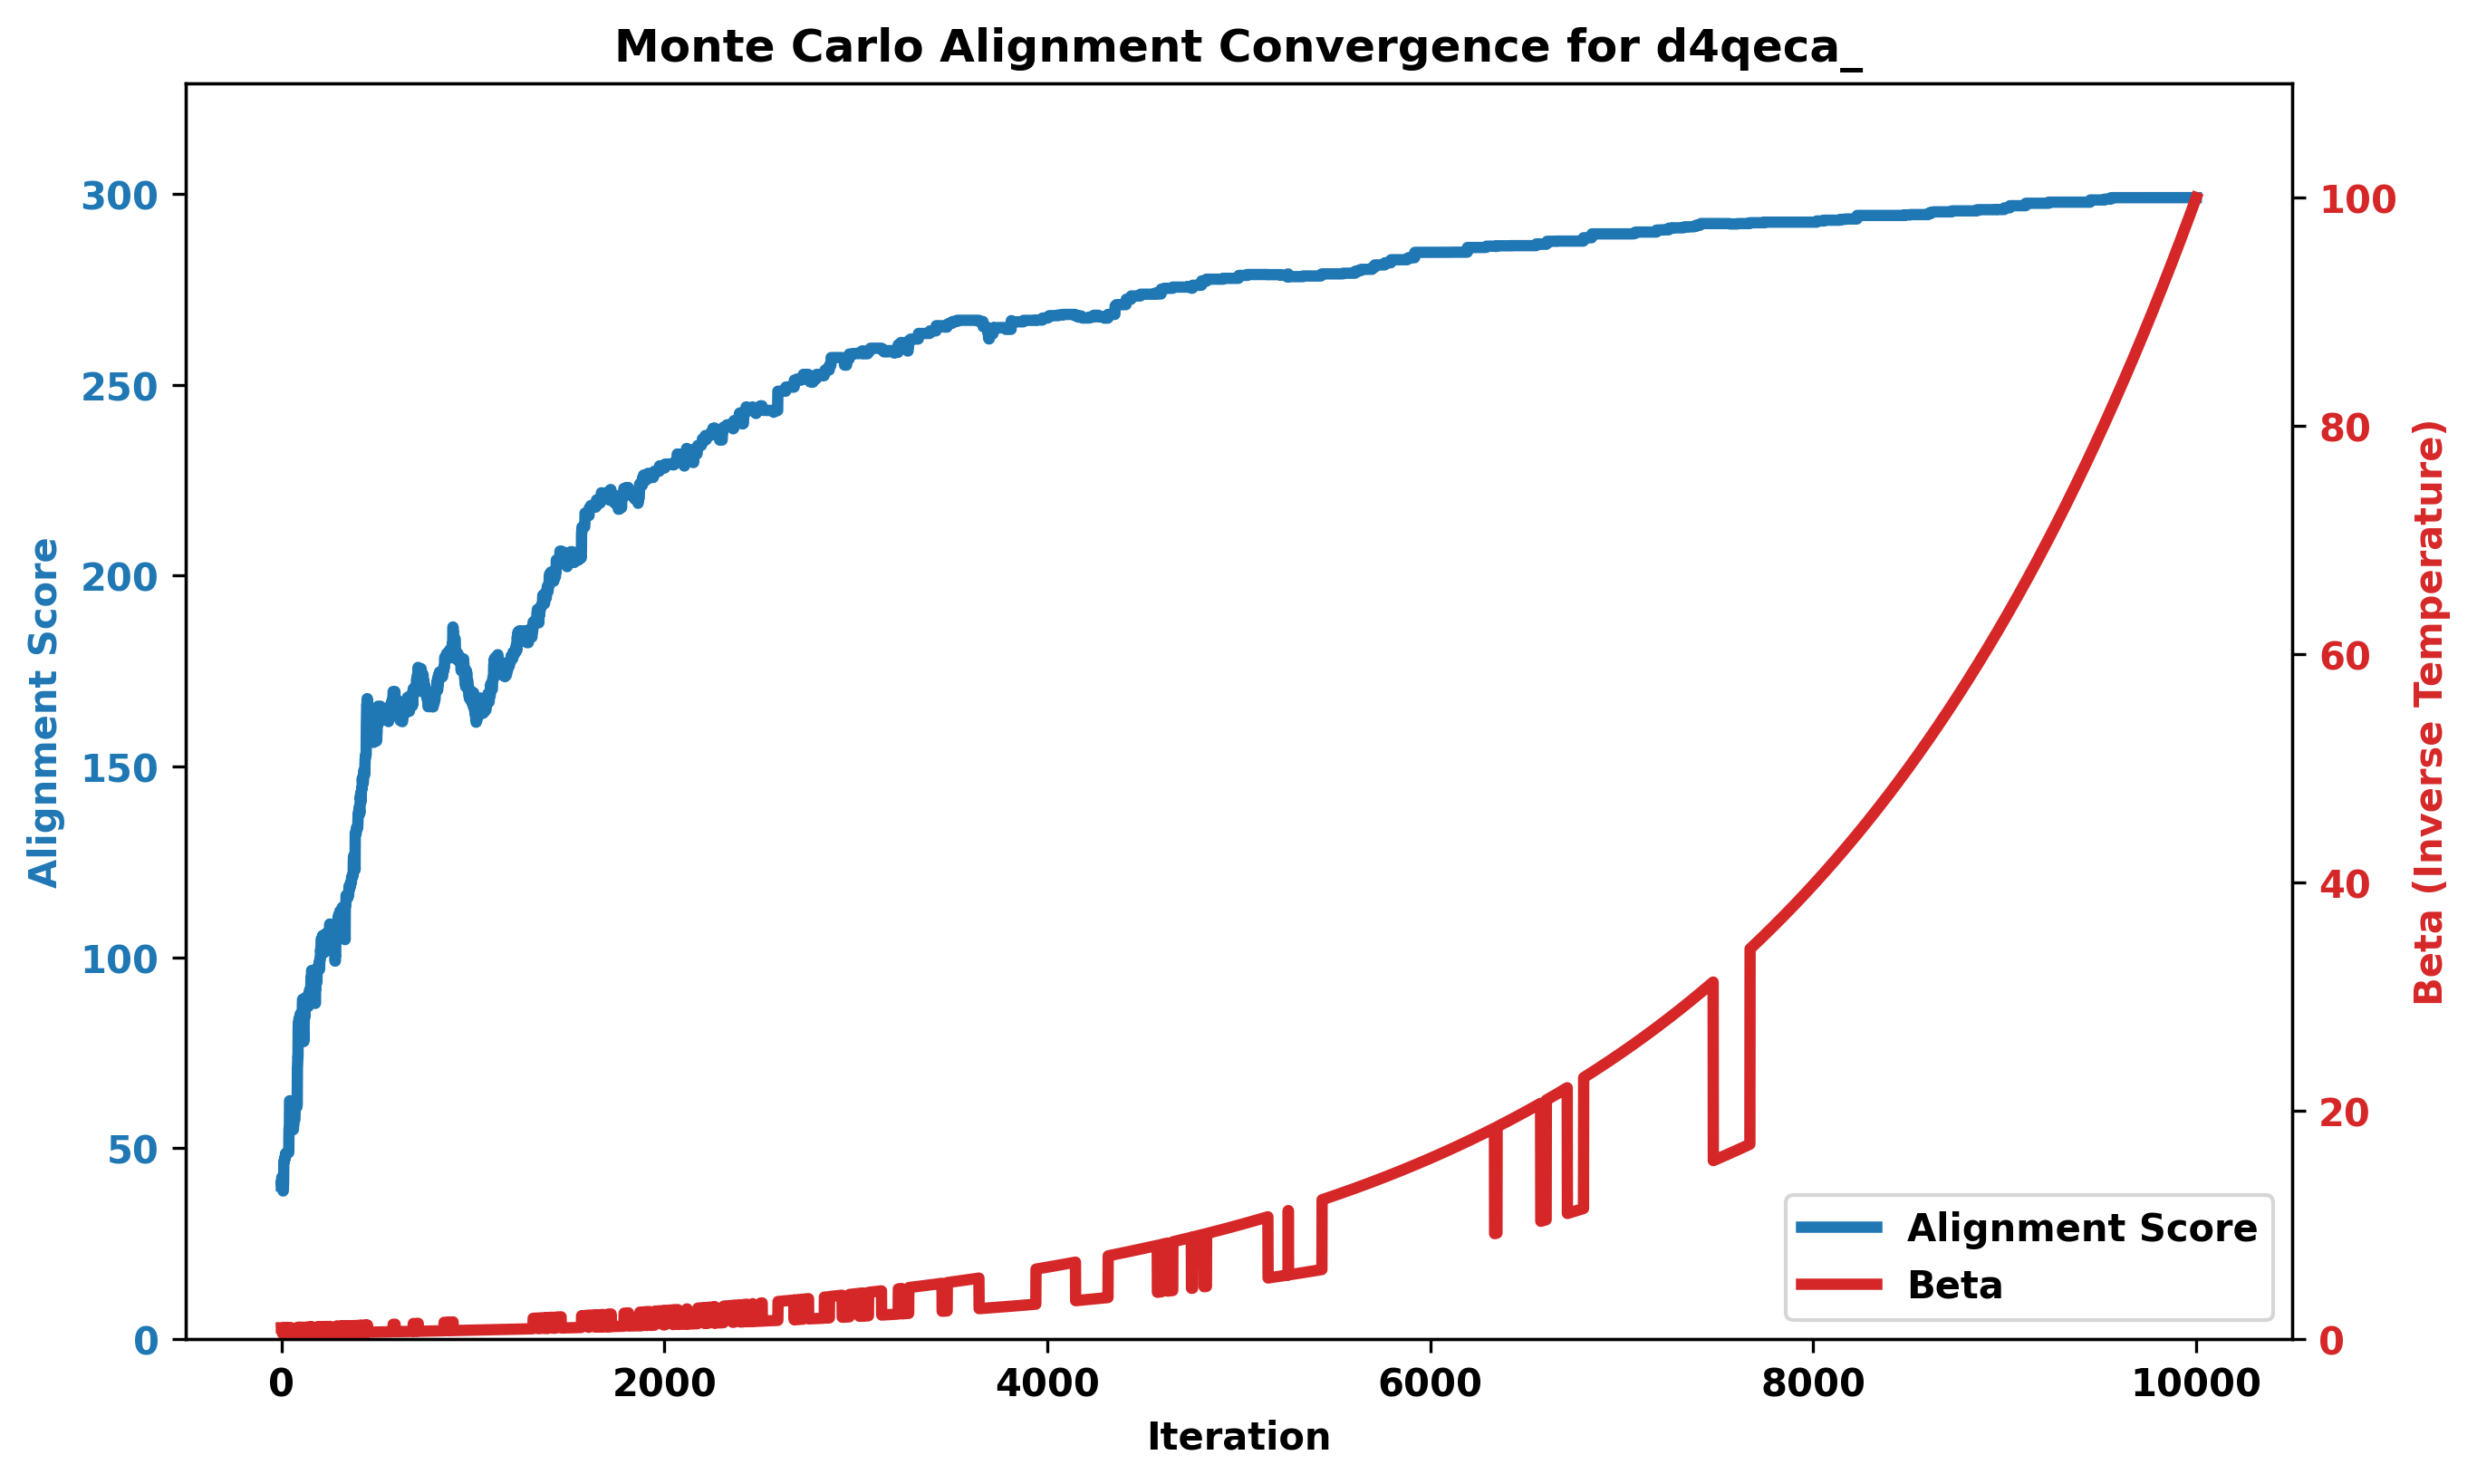 Monte Carlo Alignment Convergence for d4qeca_
300
250
200
150
100
50
0
Alignment Score
100
80
60
40
20
0
Beta (Inverse Temperature)
Alignment Score
Beta
0 2000 4000 6000 8000 10000
Iteration